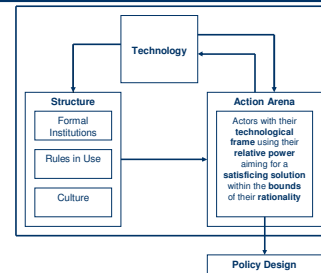 Technology
Structure
Formal
Institutions
Rules in Use
Culture
Action Arena
Actors with their
technological
frame using their
relative power
aiming for a
satisficing solution
within the bounds
of their rationality
Policy Design